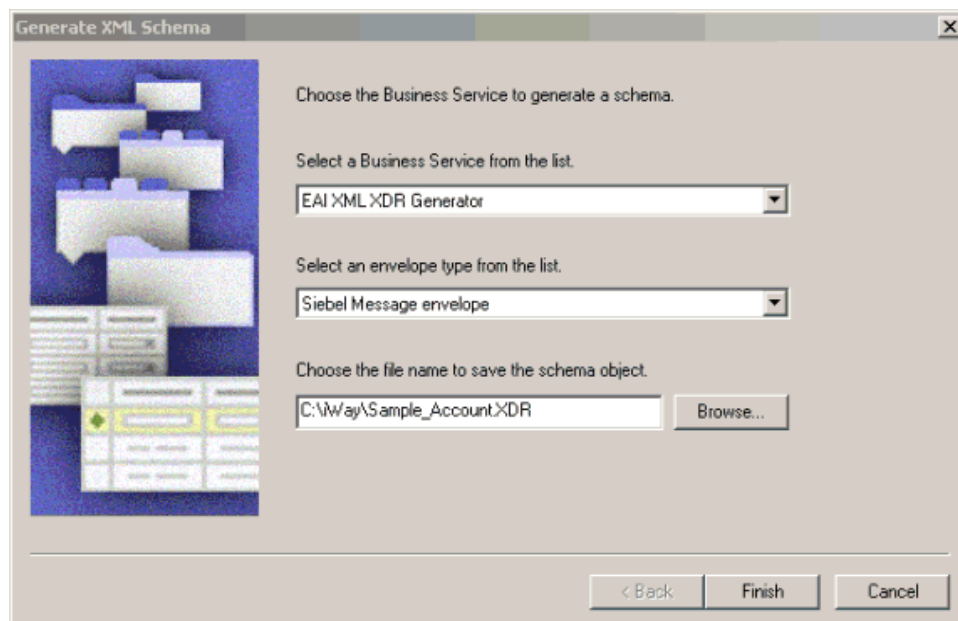 Generate XML Schema
Choose the Business Service to generate a schema.
Select a Business Service from the list.
EAI XML XDR Generator
Select an envelope type from the list.
Siebel Message envelope
Choose the file name to save the schema object.
C:\iWay\Sample_Account.XDR
Browse...
< Back
Finish
Cancel